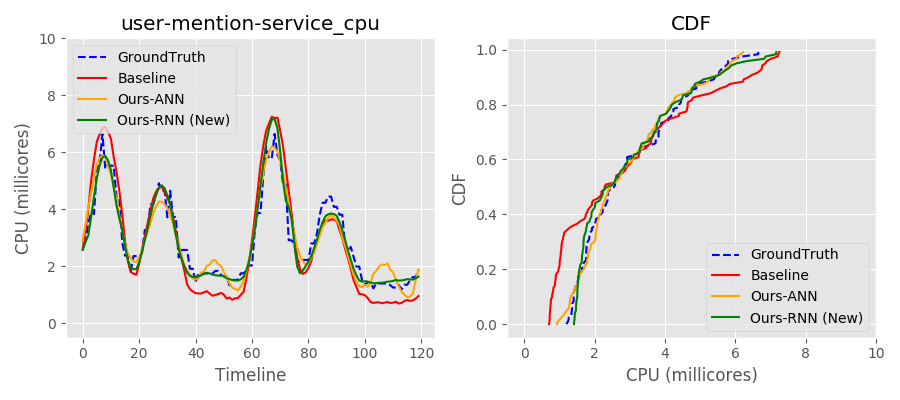 user-mention-service_cpu
CPU (millicores)
10
8
6
4
2
0
GroundTruth
Baseline
Ours-ANN
Ours-RNN (New)
0 20 40 60 80 100 120
Timeline
CDF
CDF
1.0
0.8
0.6
0.4
0.2
0.0
GroundTruth
Baseline
Ours-ANN
Ours-RNN (New)
0 2 4 6 8 10
CPU (millicores)